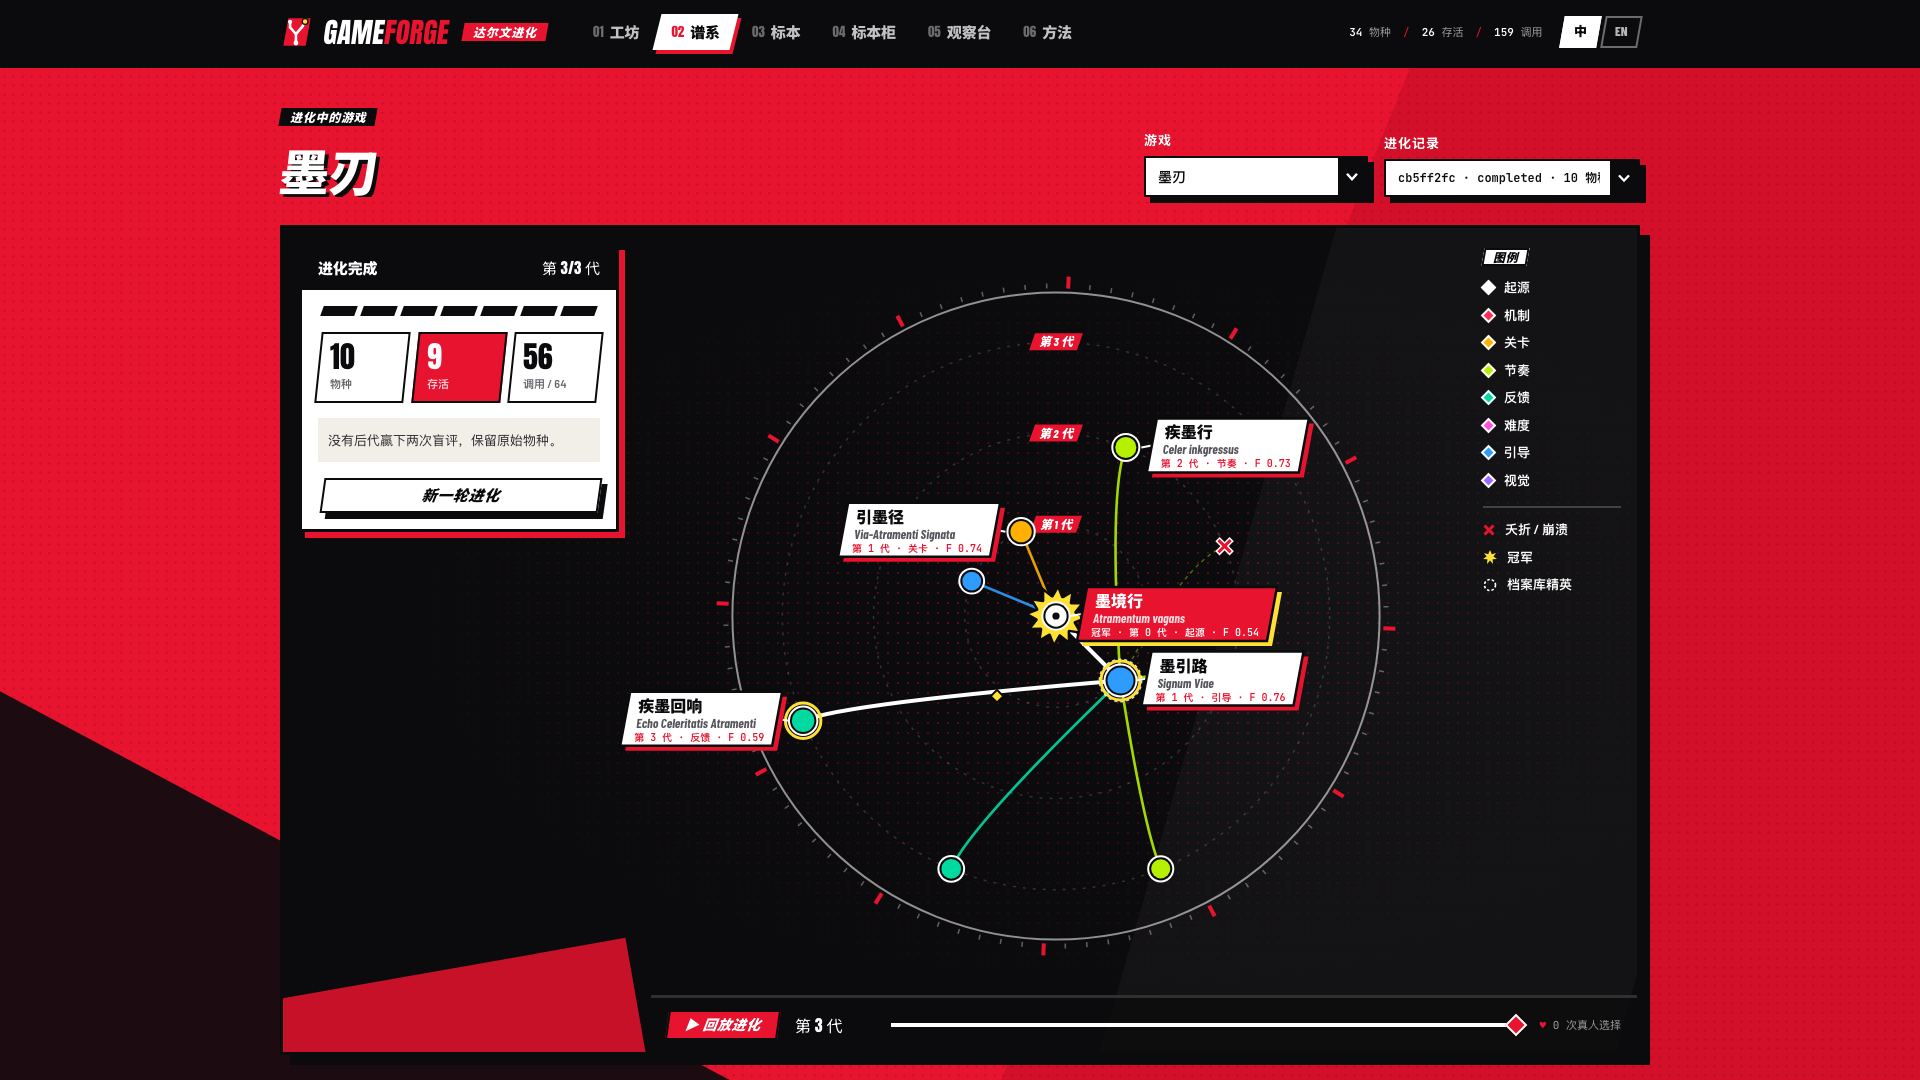 GAMEFORGE 达尔文进化 01 工坊 02 谱系 03 标本 04 标本柜 05 观察台 06 方法 34 物种 / 26 存活 / 159 调用 中 EN
进化中的游戏
墨刃
游戏
墨刃
进化记录
cb5ff2fc · completed · 10 物
进化完成 第 3/3 代
10 物种
9 存活
56 调用 / 64
没有后代赢下两次盲评，保留原始物种。
新一轮进化
第 3 代
第 2 代
第 1 代
疾墨行
Celer inkgressus
第 2 代 · 节奏 · F 0.73
引墨径
Via-Atramenti Signata
第 1 代 · 关卡 · F 0.74
墨境行
Atramentum vagans
冠军 · 第 0 代 · 起源 · F 0.54
墨引路
Signum Viae
第 1 代 · 引导 · F 0.76
疾墨回响
Echo Celeritatis Atramenti
第 3 代 · 反馈 · F 0.59
图例
起源
机制
关卡
节奏
反馈
难度
引导
视觉
夭折 / 崩溃
冠军
档案库精英
▶ 回放进化 第 3 代 ♥ 0 次真人选择